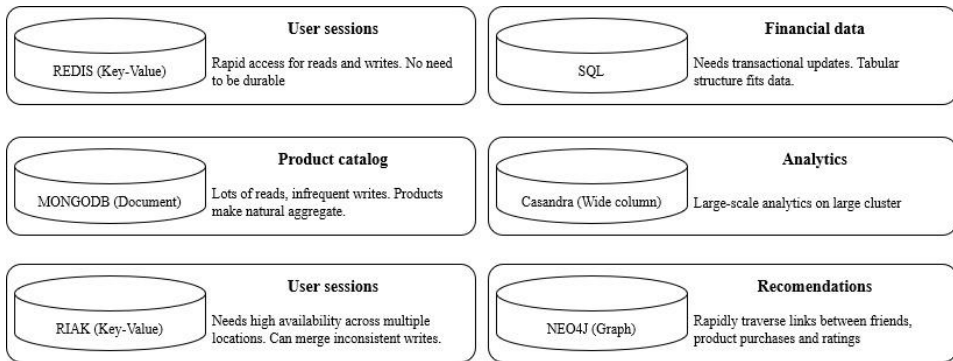 User sessions
REDIS (Key-Value)
Rapid access for reads and writes. No need
to be durable
Financial data
SQL
Needs transactional updates. Tabular
structure fits data.
Product catalog
MONGODB (Document)
Lots of reads, infrequent writes. Products
make natural aggregate.
Analytics
Casandra (Wide column)
Large-scale analytics on large cluster
User sessions
RIAK (Key-Value)
Needs high availability across multiple
locations. Can merge inconsistent writes.
Recomendations
NEO4J (Graph)
Rapidly traverse links between friends,
product purchases and ratings